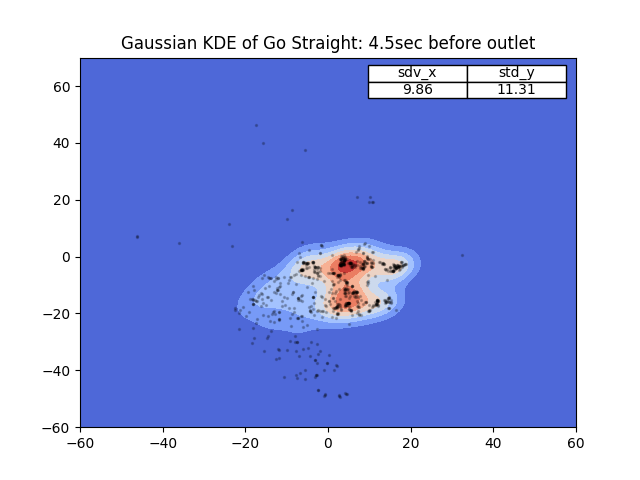 Gaussian KDE of Go Straight: 4.5sec before outlet
sdv_x std_y
9.86 11.31
60
40
20
0
−20
−40
−60
−60 −40 −20 0 20 40 60